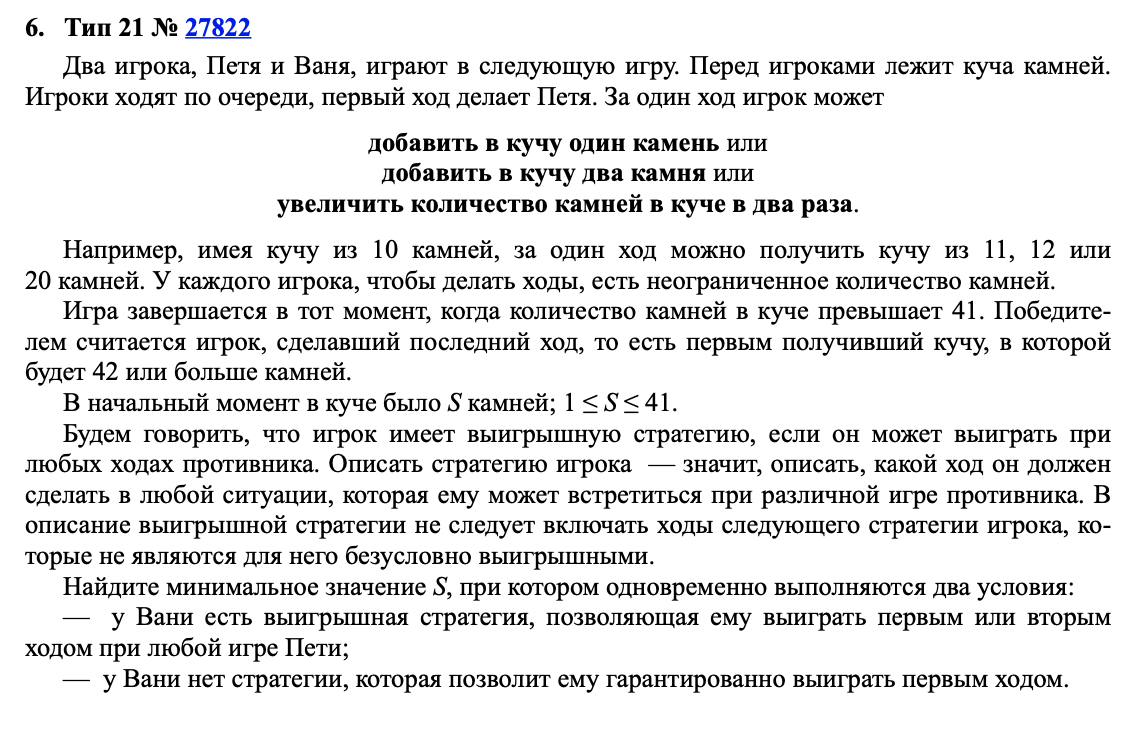 6. Тип 21 № 27822
Два игрока, Петя и Ваня, играют в следующую игру. Перед игроками лежит куча камней.
Игроки ходят по очереди, первый ход делает Петя. За один ход игрок может
добавить в кучу один камень или
добавить в кучу два камня или
увеличить количество камней в куче в два раза.
Например, имея кучу из 10 камней, за один ход можно получить кучу из 11, 12 или
20 камней. У каждого игрока, чтобы делать ходы, есть неограниченное количество камней.
Игра завершается в тот момент, когда количество камней в куче превышает 41. Победите-
лем считается игрок, сделавший последний ход, то есть первым получивший кучу, в которой
будет 42 или больше камней.
В начальный момент в куче было S камней; 1 ≤ S ≤ 41.
Будем говорить, что игрок имеет выигрышную стратегию, если он может выиграть при
любых ходах противника. Описать стратегию игрока — значит, описать, какой ход он должен
сделать в любой ситуации, которая ему может встретиться при различной игре противника. В
описание выигрышной стратегии не следует включать ходы следующего стратегии игрока, ко-
торые не являются для него безусловно выигрышными.
Найдите минимальное значение S, при котором одновременно выполняются два условия:
— у Вани есть выигрышная стратегия, позволяющая ему выиграть первым или вторым
ходом при любой игре Пети;
— у Вани нет стратегии, которая позволит ему гарантированно выиграть первым ходом.